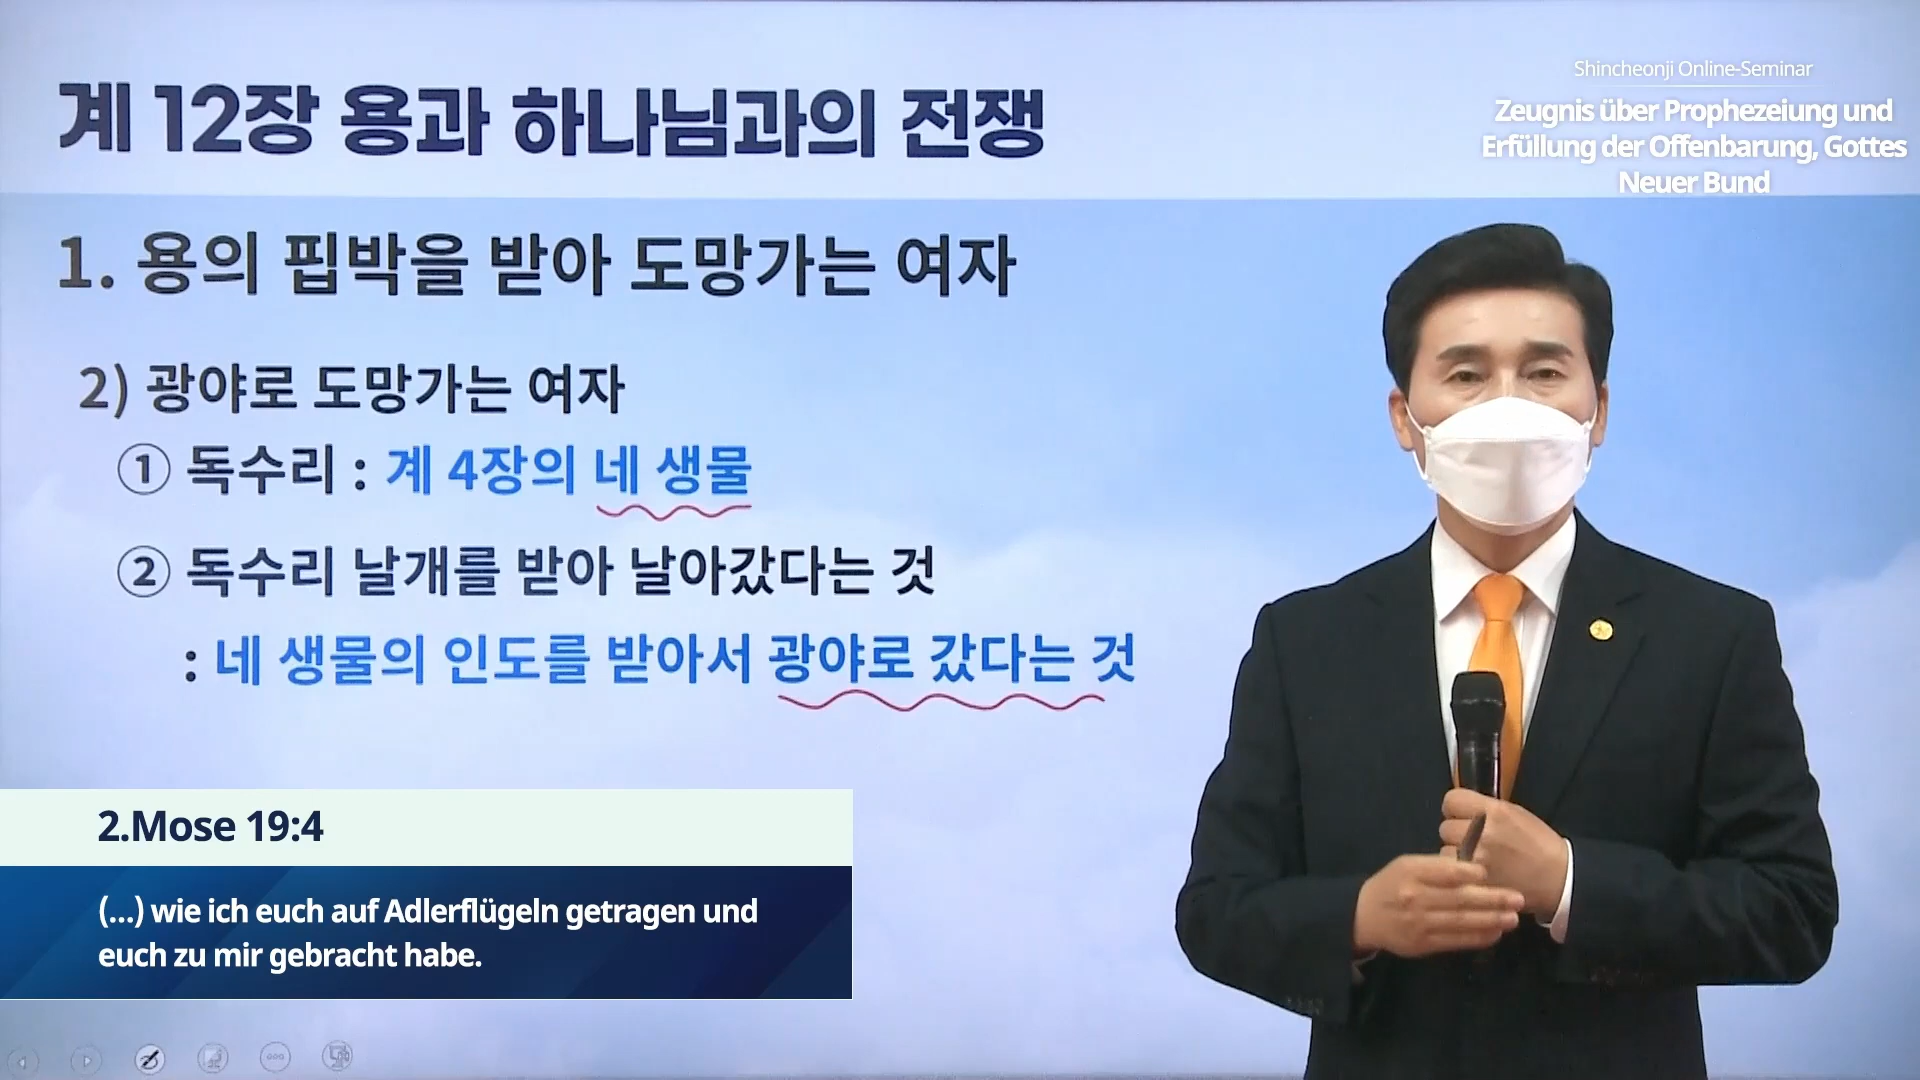 계 12장 용과 하나님과의 전쟁
Shincheonji Online-Seminar
Zeugnis über Prophezeiung und
Erfüllung der Offenbarung, Gottes
Neuer Bund
1. 용의 핍박을 받아 도망가는 여자
2) 광야로 도망가는 여자
① 독수리 : 계 4장의 네 생물
② 독수리 날개를 받아 날아갔다는 것
: 네 생물의 인도를 받아서 광야로 갔다는 것
2.Mose 19:4
(...) wie ich euch auf Adlerflügeln getragen und
euch zu mir gebracht habe.